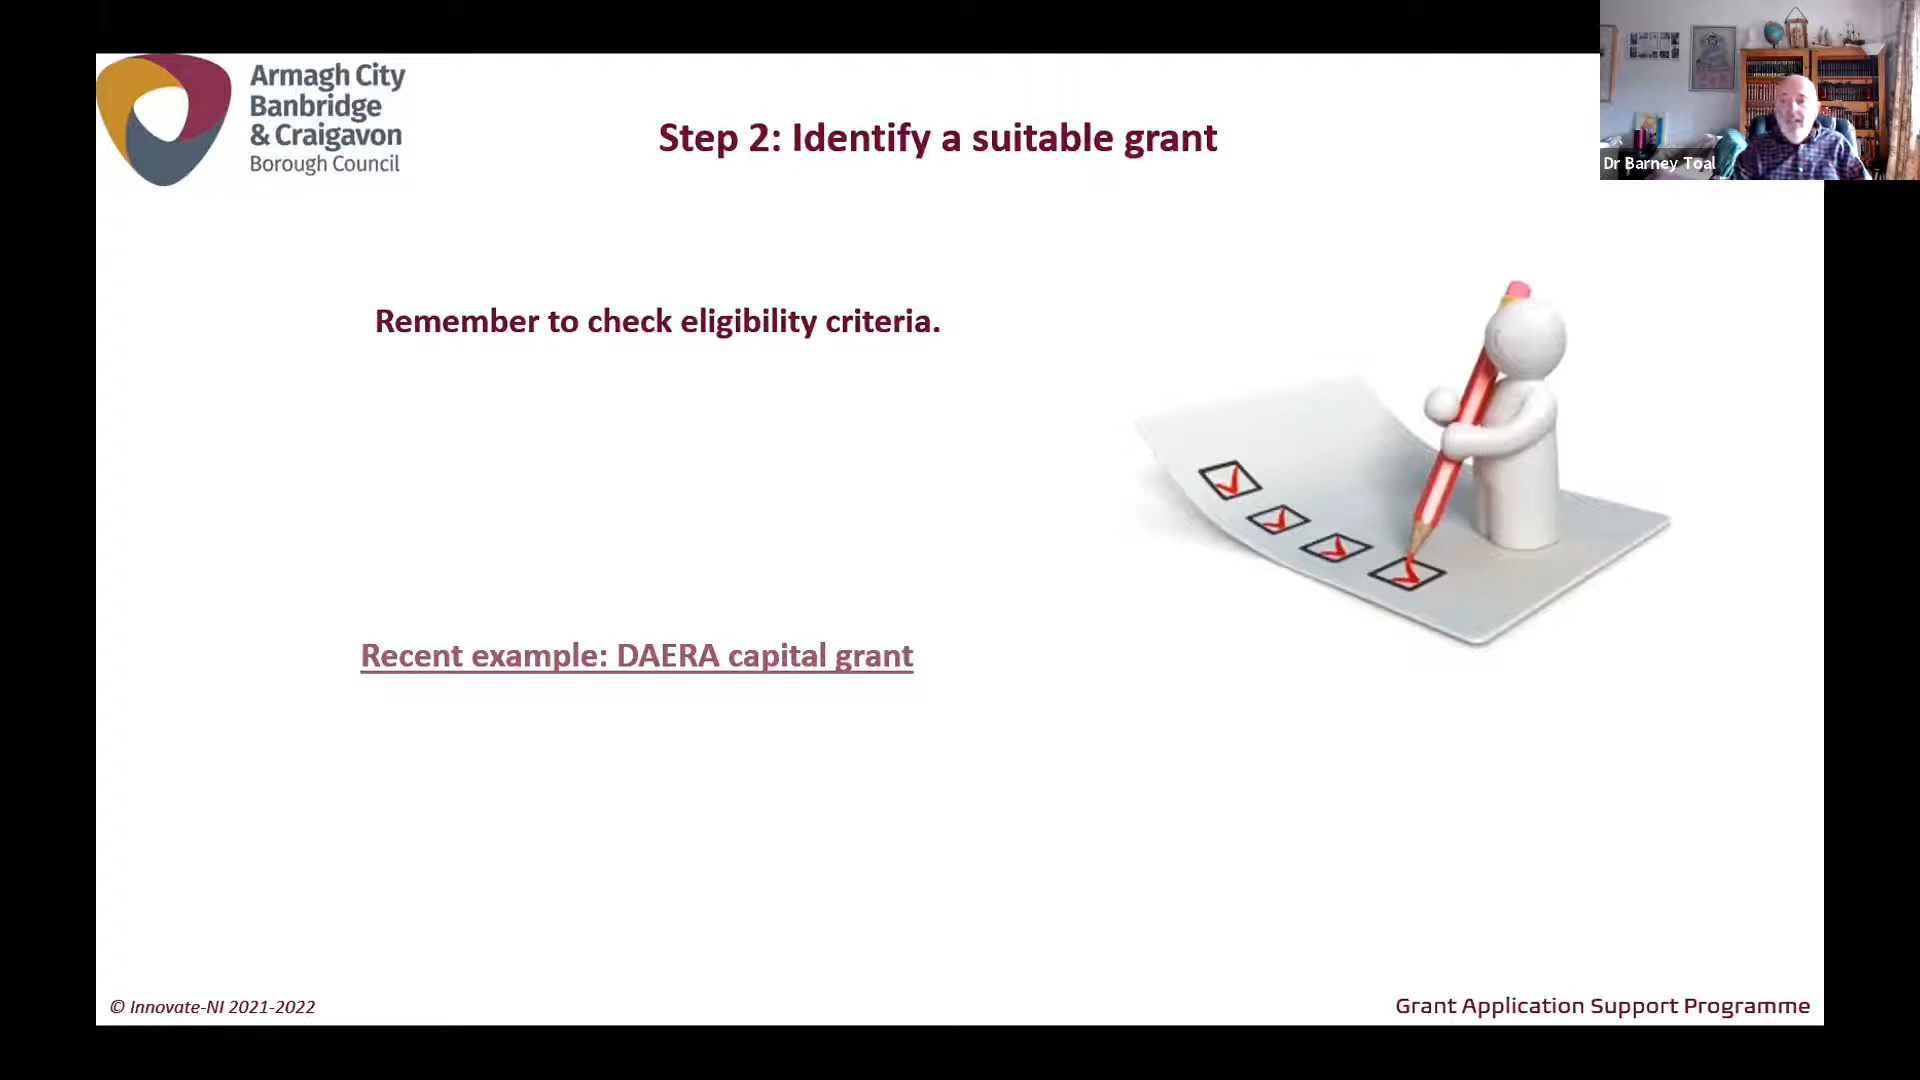 Armagh City
Banbridge
& Craigavon
Borough Council
Step 2: Identify a suitable grant
Dr Barney Toal
Remember to check eligibility criteria.
Recent example: DAERA capital grant
© Innovate-NI 2021-2022
Grant Application Support Programme